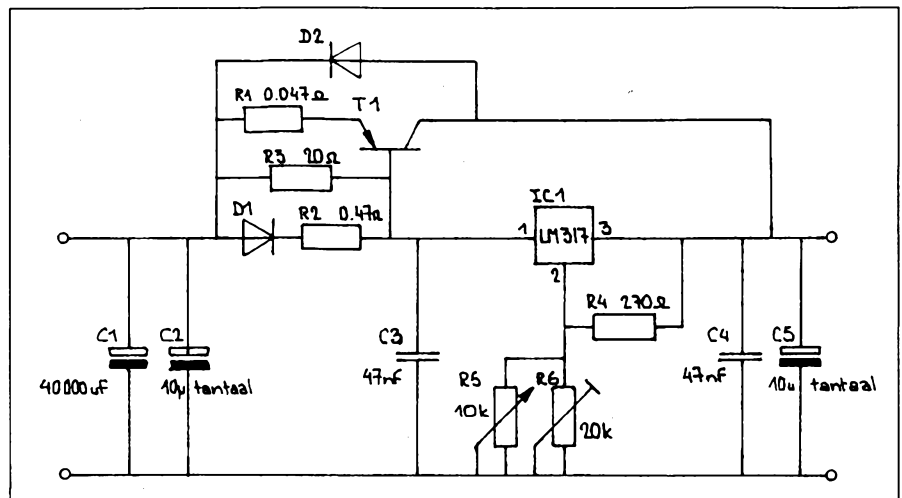 D2
R1 0.047Ω
T1
R3 20Ω
D1
R2 0.47Ω
IC1
1 LM317 3
2
R4 270Ω
C1
40000uF
C2
10µ tantaal
C3
47nF
R5
10k
R6
20k
C4
47nF
C5
10u tantaal